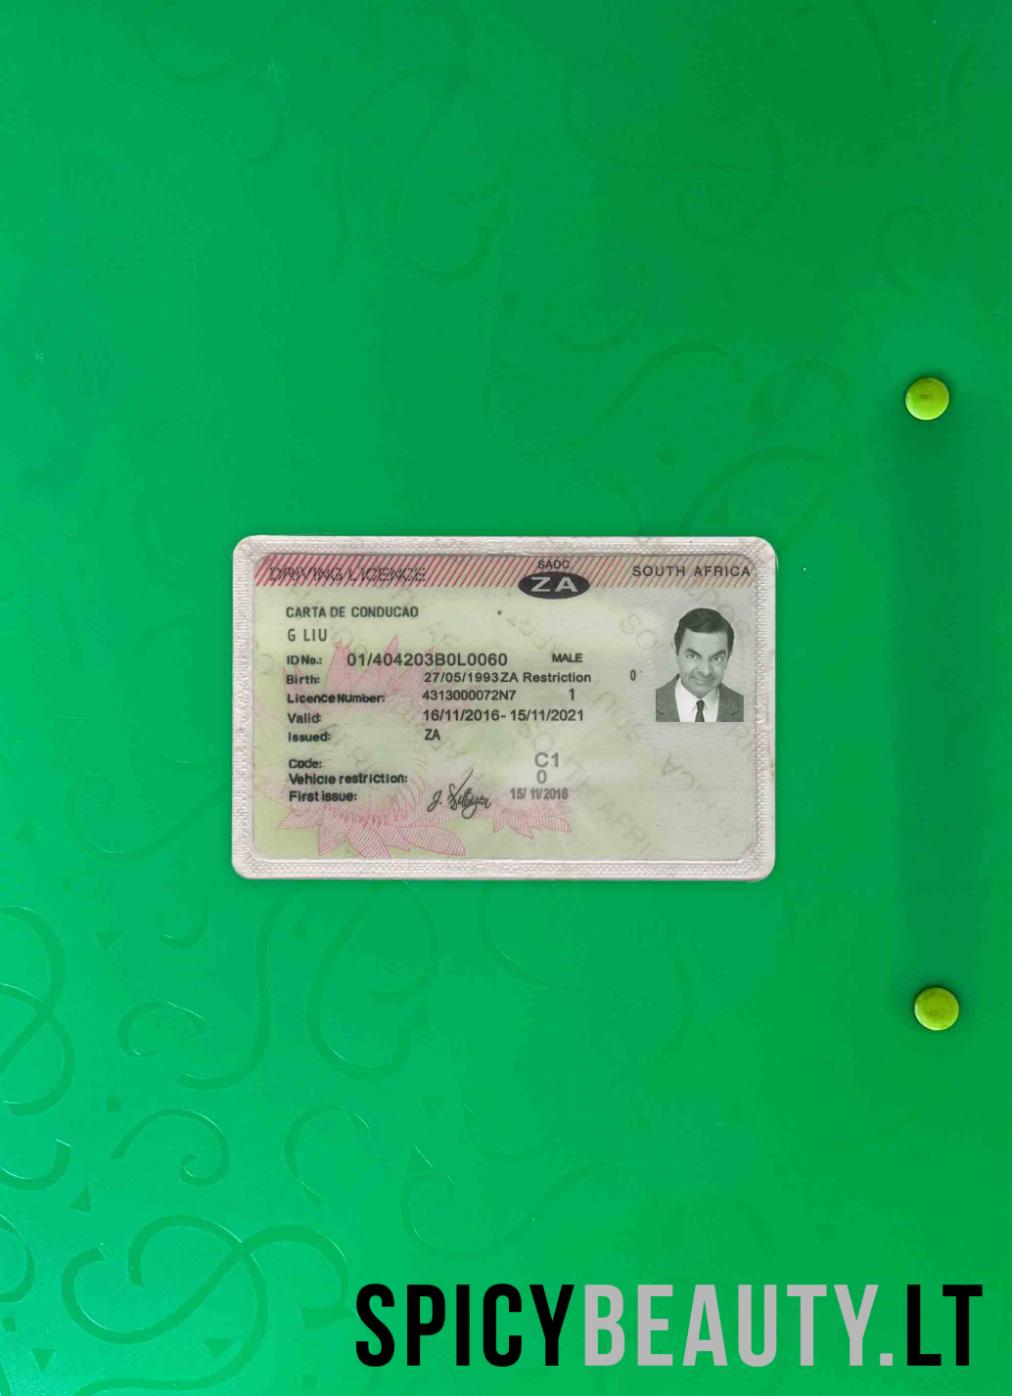 DRIVING LICENCE SADC ZA SOUTH AFRICA
CARTA DE CONDUCAO
G LIU
ID No.: 01/404203B0L0060 MALE
Birth: 27/05/1993 ZA Restriction 0
Licence Number: 4313000072N7 1
Valid: 16/11/2016- 15/11/2021
Issued: ZA
Code: C1
Vehicle restriction: 0
First issue: 15/11/2016
SPICYBEAUTY.LT